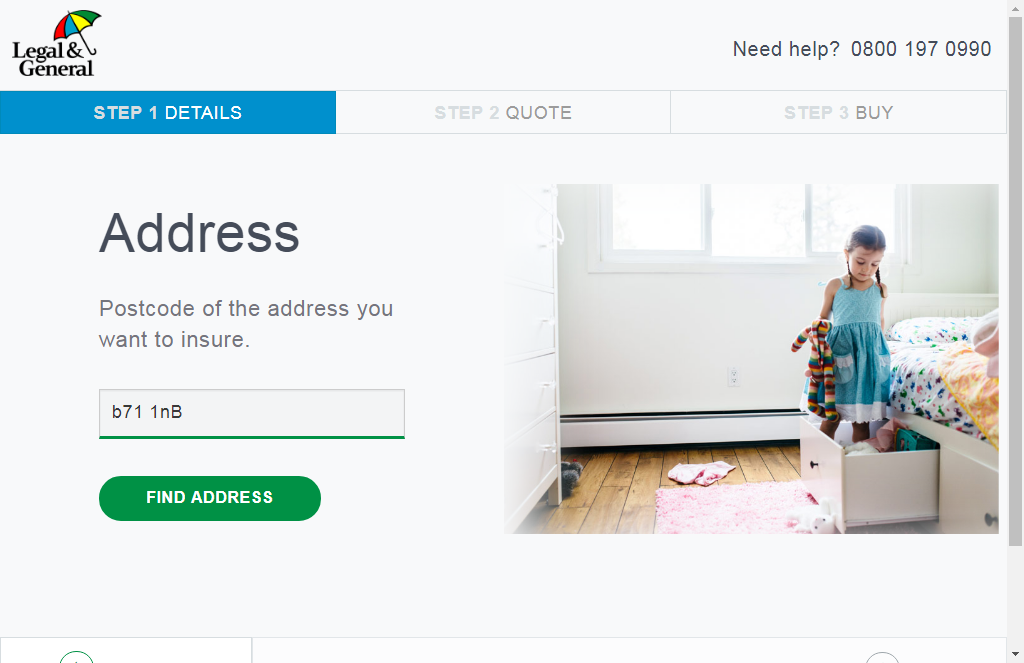 Legal &
General
Need help? 0800 197 0990
STEP 1 DETAILS
STEP 2 QUOTE
STEP 3 BUY
Address
Postcode of the address you
want to insure.
b71 1nB
FIND ADDRESS